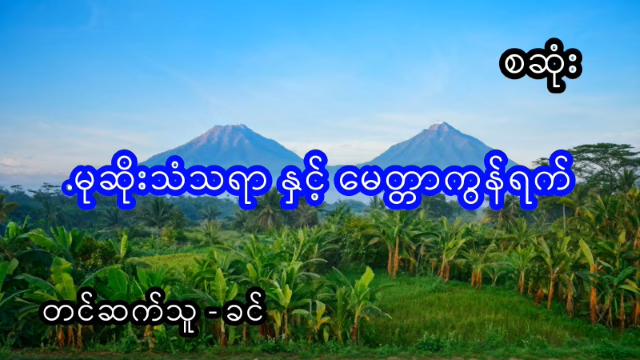 စဆုံး
.မုဆိုးသံသရာ နှင့် မေတ္တာကွန်ရက်
တင်ဆက်သူ - ခင်